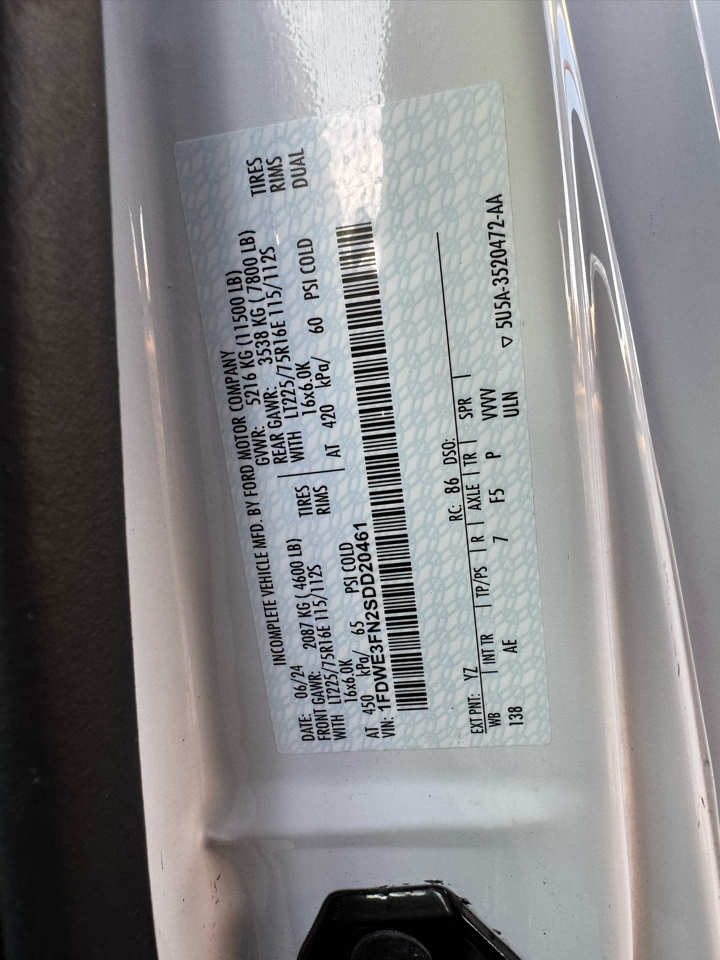 INCOMPLETE VEHICLE MFD. BY FORD MOTOR COMPANY
DATE: 06/24 GVWR: 5216 KG (11500 LB)
FRONT GAWR: 2087 KG ( 4600 LB) REAR GAWR: 3538 KG ( 7800 LB)
WITH LT225/75R16E 115/112S TIRES WITH LT225/75R16E 115/112S TIRES
16x6.0K RIMS 16x6.0K RIMS
AT 450 kPa/ 65 PSI COLD AT 420 kPa/ 60 PSI COLD DUAL
VIN: 1FDWE3FN2SDD20461
EXT PNT: YZ RC: 86 DSO:
WB INT TR TP/PS R AXLE TR SPR
138 AE 7 F5 P VVVV
ULN
▽ 5U5A-3520472-AA